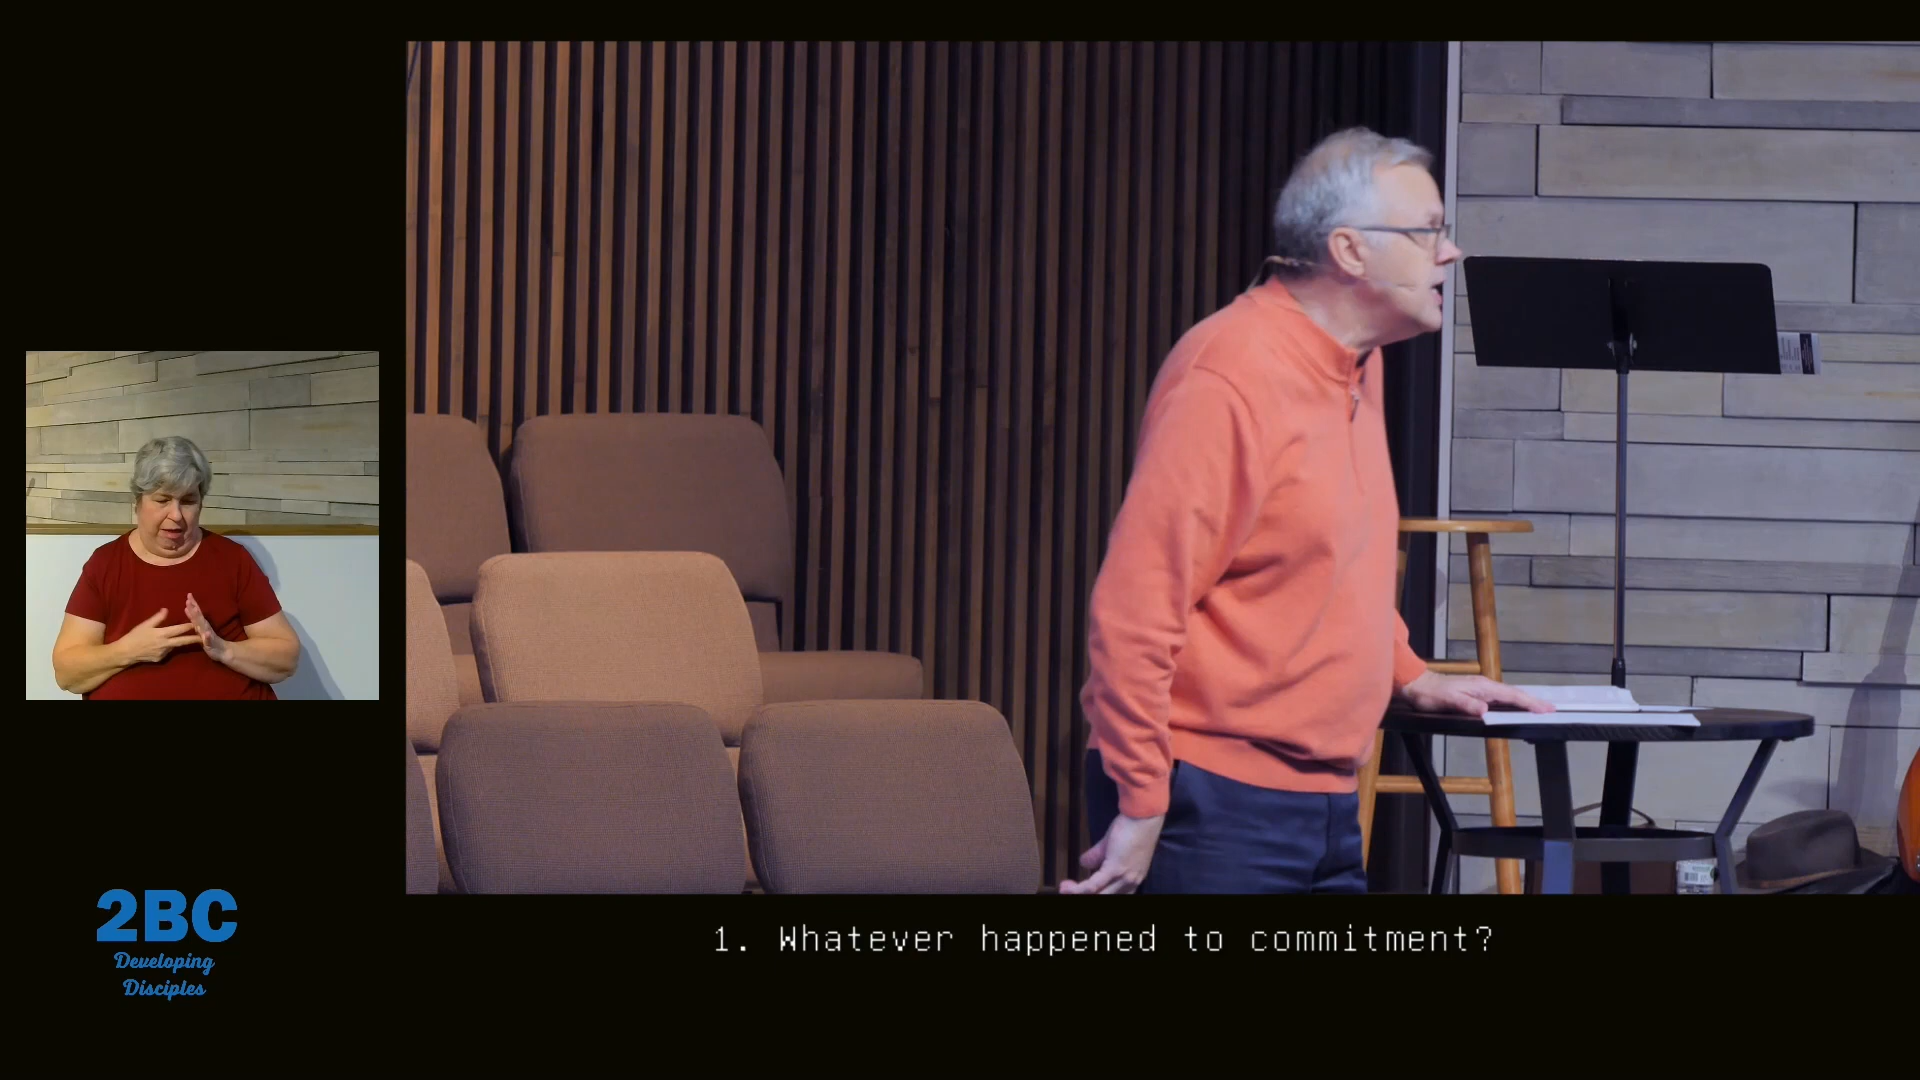 2BC
Developing
Disciples
1. Whatever happened to commitment?